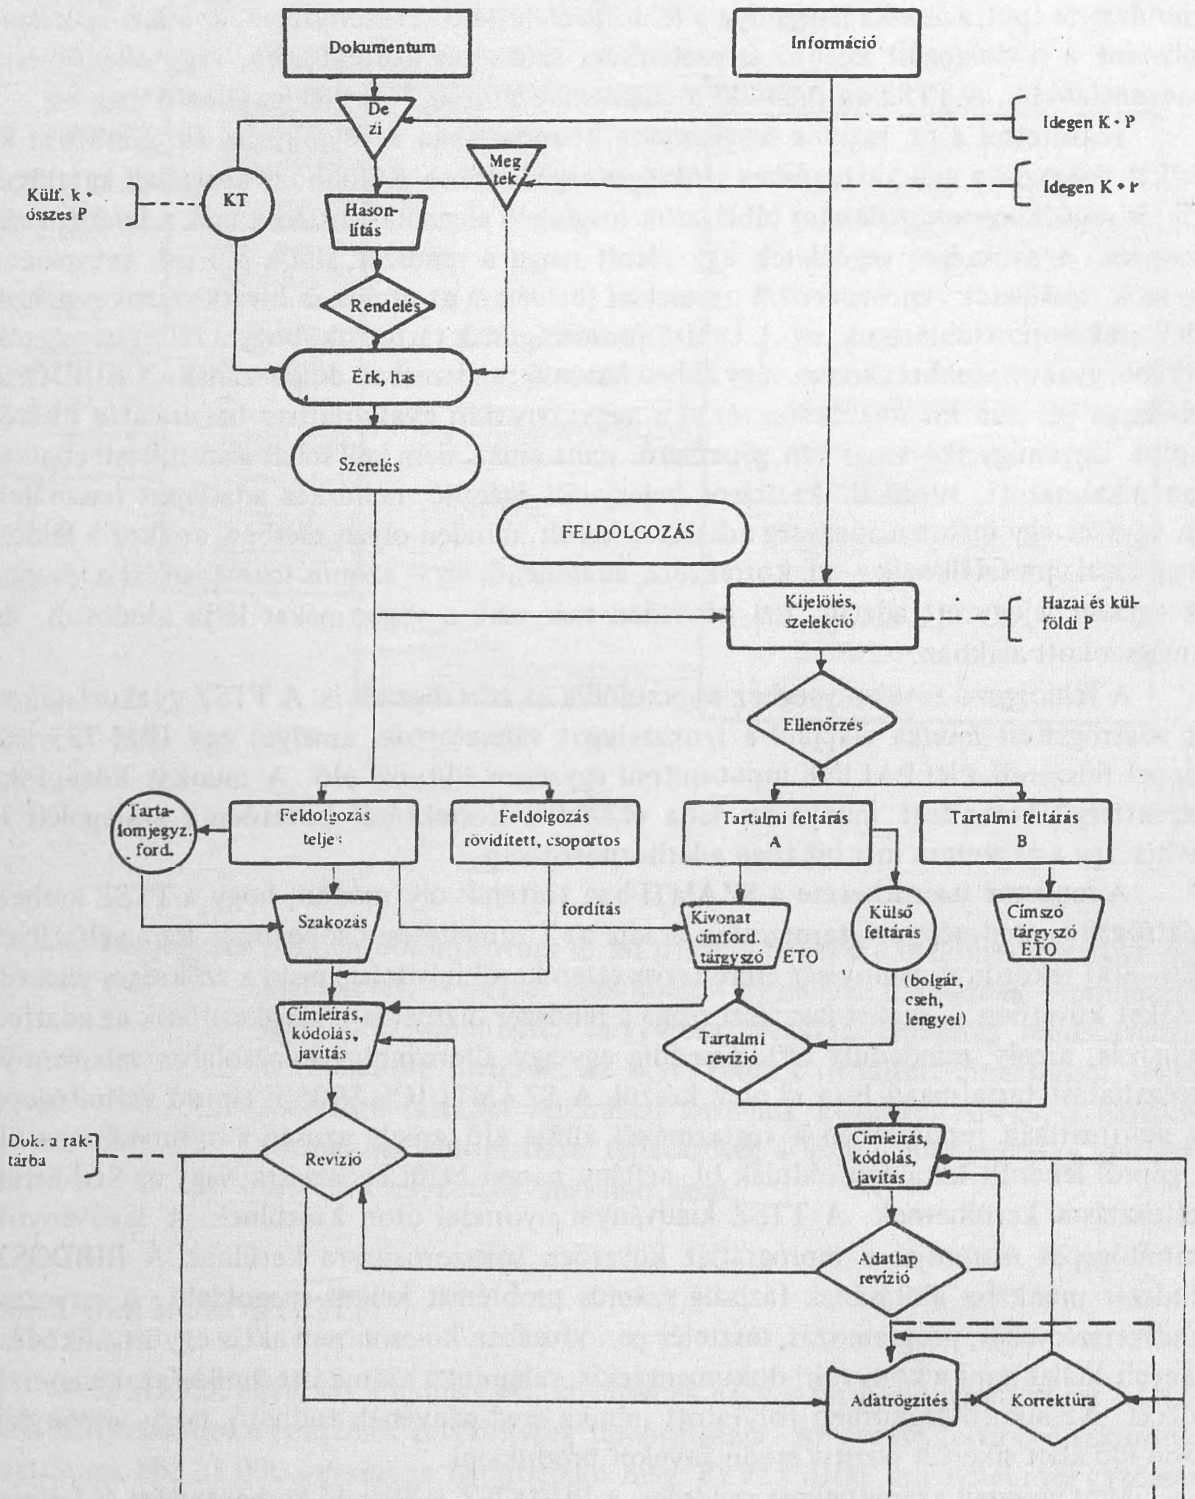 Dokumentum
Információ
De
zi
Idegen K + P
Meg
tek.
Idegen K + r
Külf. k +
összes P
KT
Hason-
lítás
Rendelés
Érk, has
Szerelés
FELDOLGOZÁS
Kijelölés,
szelekció
Hazai és kül-
földi P
Ellenőrzés
Tarta-
lomjegyz.
ford.
Feldolgozás
teljes
Feldolgozás
rövidített, csoportos
Tartalmi feltárás
A
Tartalmi feltárás
B
Szakozás
fordítás
Kivonat
címford.
tárgyszó
ETO
Külső
feltárás
Címszó
tárgyszó
ETO
(bolgár,
cseh,
lengyel)
Címleírás,
kódolás,
javítás
Tartalmi
revízió
Dok. a rak-
tárba
Revízió
Címleírás,
kódolás,
javítás
Adatlap
revízió
Adatrögzítés
Korrektúra